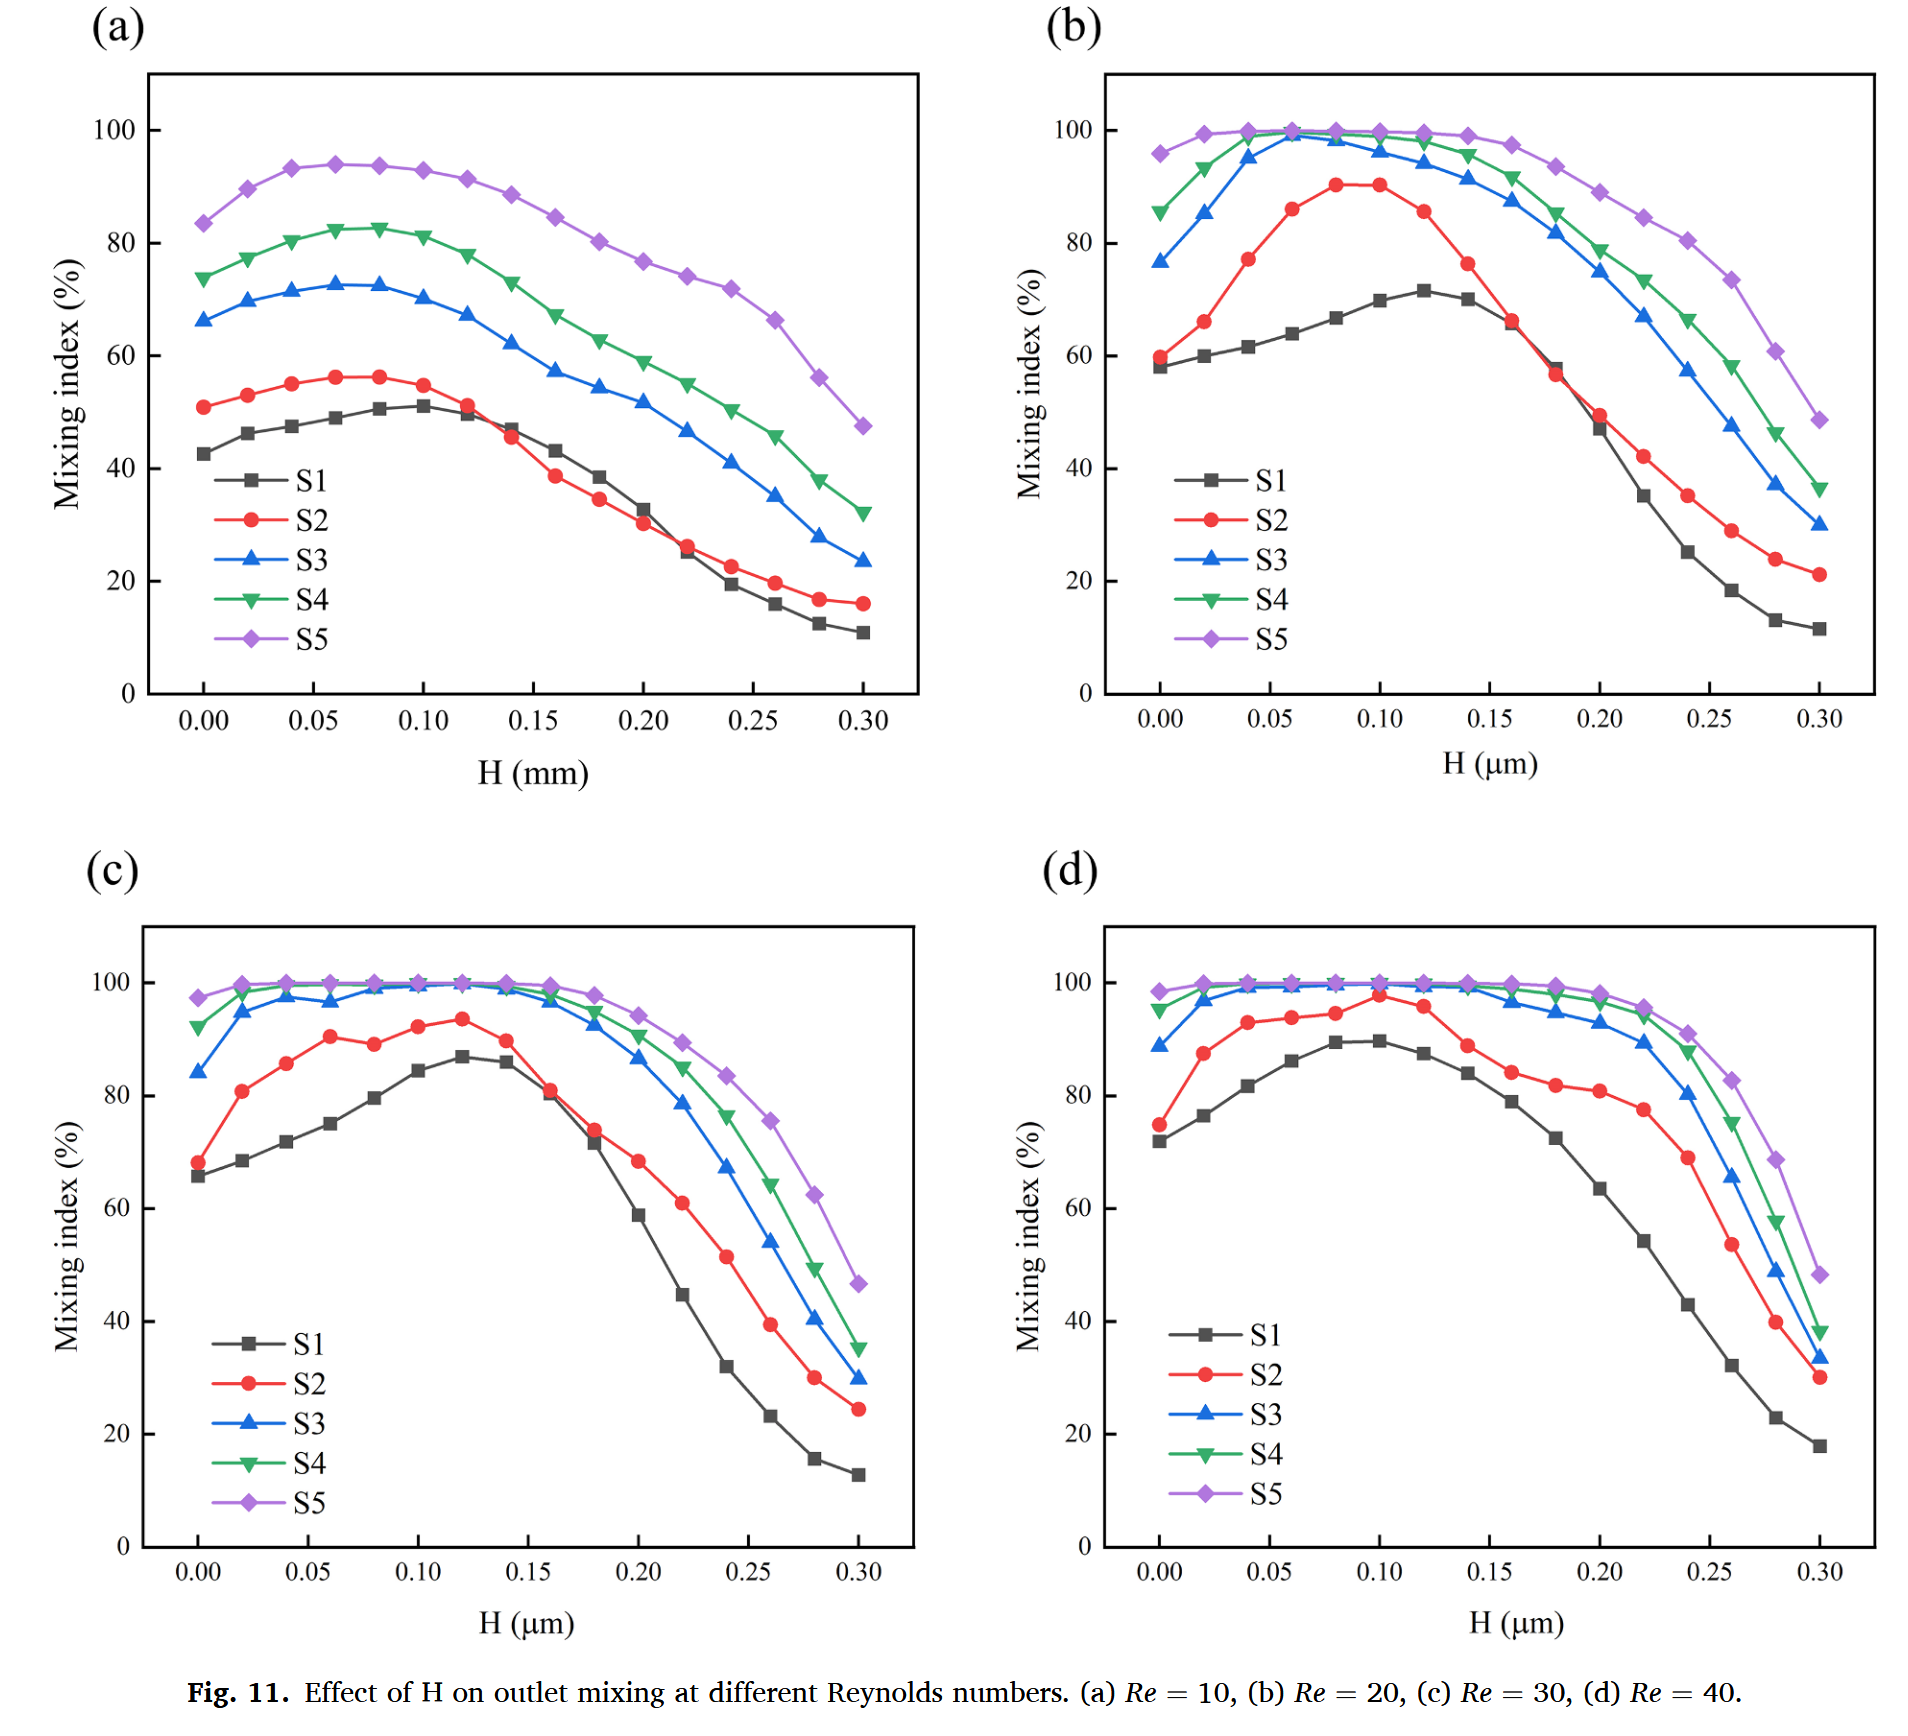 (a)
100
80
60
40
20
0
Mixing index (%)
S1
S2
S3
S4
S5
0.00 0.05 0.10 0.15 0.20 0.25 0.30
H (mm)
(b)
100
80
60
40
20
0
Mixing index (%)
S1
S2
S3
S4
S5
0.00 0.05 0.10 0.15 0.20 0.25 0.30
H (μm)
(c)
100
80
60
40
20
0
Mixing index (%)
S1
S2
S3
S4
S5
0.00 0.05 0.10 0.15 0.20 0.25 0.30
H (μm)
(d)
100
80
60
40
20
0
Mixing index (%)
S1
S2
S3
S4
S5
0.00 0.05 0.10 0.15 0.20 0.25 0.30
H (μm)
Fig. 11. Effect of H on outlet mixing at different Reynolds numbers. (a) Re = 10, (b) Re = 20, (c) Re = 30, (d) Re = 40.